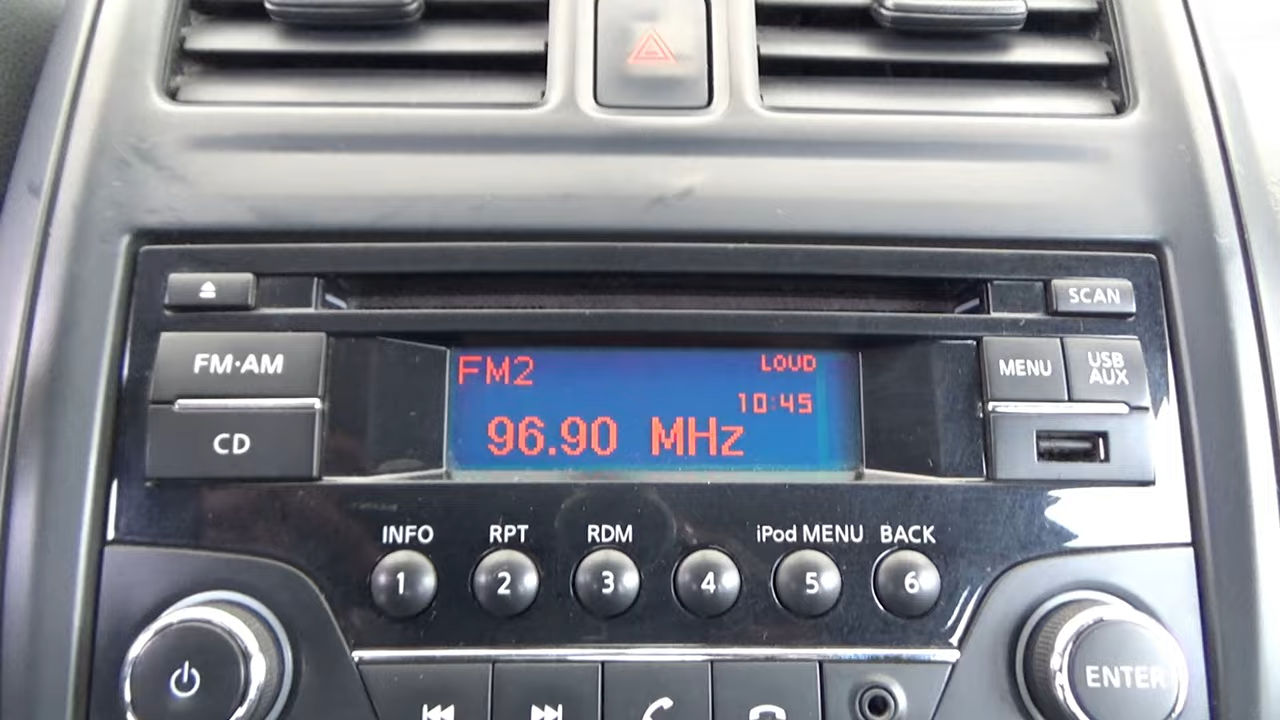 SCAN
FM·AM
FM2
LOUD
MENU
USB
AUX
10:45
CD
96.90 MHz
INFO
RPT
RDM
iPod MENU
BACK
1
2
3
4
5
6
ENTER